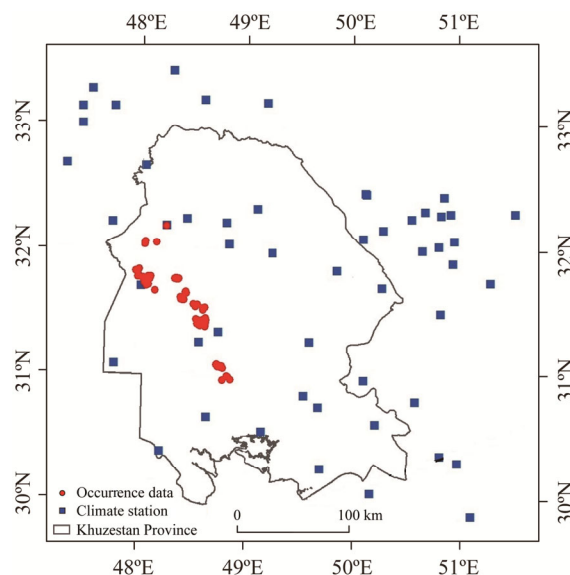 48ºE 49ºE 50ºE 51ºE
33ºN 33ºN
32ºN 32ºN
31ºN 31ºN
30ºN 30ºN
Occurrence data
Climate station
Khuzestan Province
0 100 km
48ºE 49ºE 50ºE 51ºE